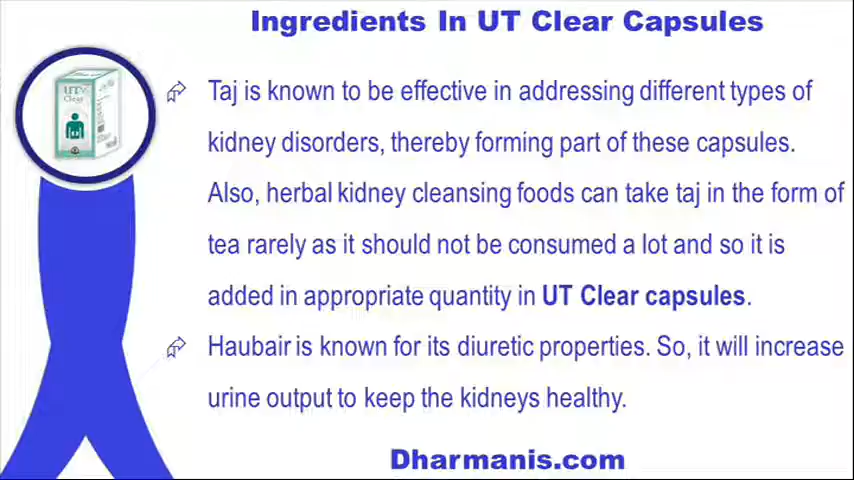 Ingredients In UT Clear Capsules
Taj is known to be effective in addressing different types of
kidney disorders, thereby forming part of these capsules.
Also, herbal kidney cleansing foods can take taj in the form of
tea rarely as it should not be consumed a lot and so it is
added in appropriate quantity in UT Clear capsules.
Haubair is known for its diuretic properties. So, it will increase
urine output to keep the kidneys healthy.
Dharmanis.com